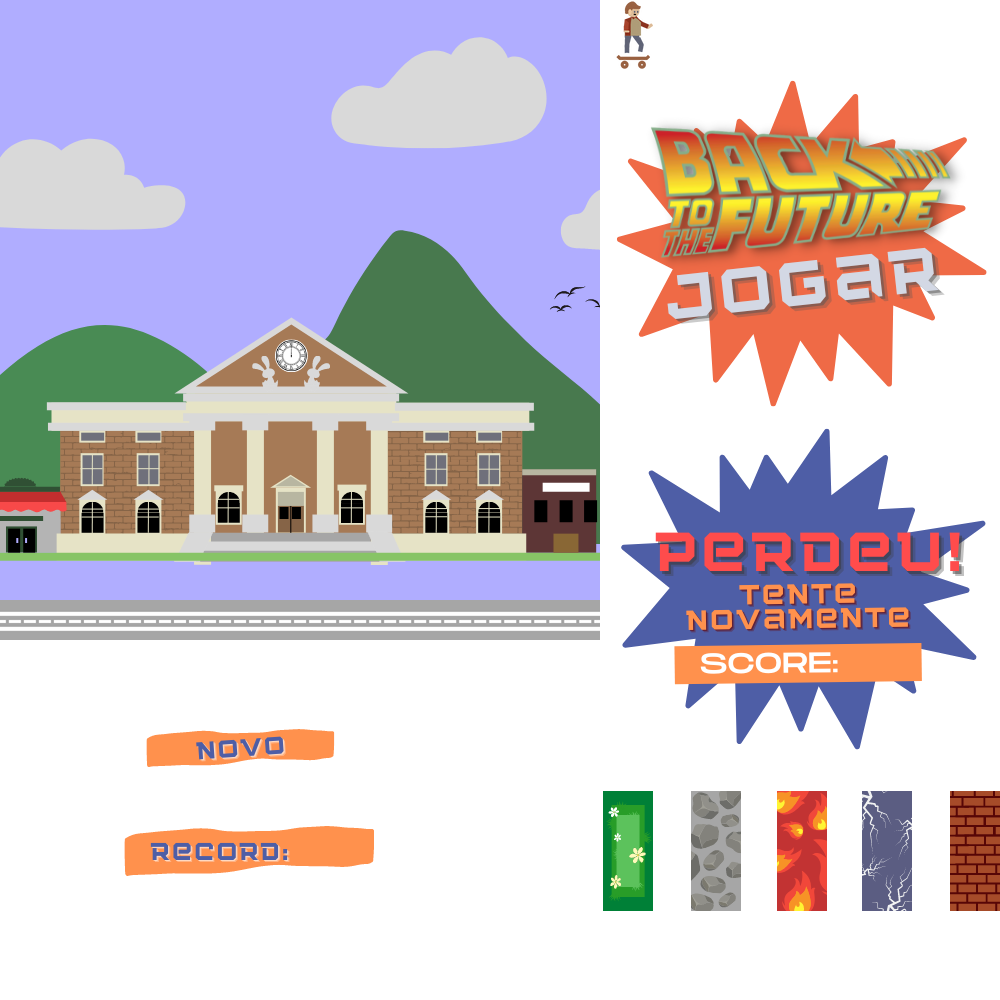 BACK
TO
THE FUTURE
JOGAR
PERDEU!
TENTE
NOVAMENTE
SCORE:
NOVO
RECORD: